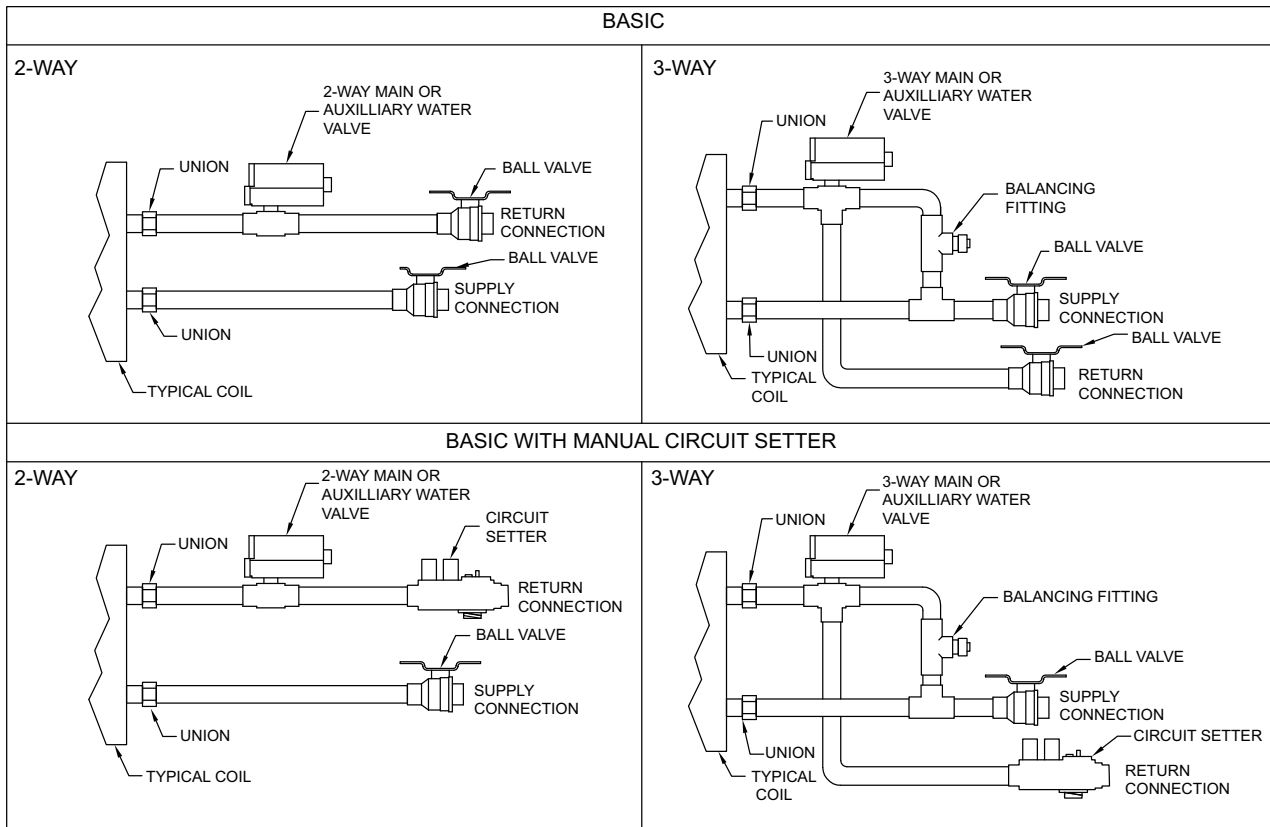 BASIC
2-WAY
2-WAY MAIN OR
AUXILLIARY WATER
VALVE
UNION
BALL VALVE
RETURN
CONNECTION
BALL VALVE
SUPPLY
CONNECTION
UNION
TYPICAL COIL
3-WAY
3-WAY MAIN OR
AUXILLIARY WATER
VALVE
UNION
BALANCING
FITTING
BALL VALVE
SUPPLY
CONNECTION
BALL VALVE
UNION
TYPICAL
COIL
RETURN
CONNECTION
BASIC WITH MANUAL CIRCUIT SETTER
2-WAY
2-WAY MAIN OR
AUXILLIARY WATER
VALVE
CIRCUIT
SETTER
UNION
RETURN
CONNECTION
BALL VALVE
SUPPLY
CONNECTION
UNION
TYPICAL COIL
3-WAY
3-WAY MAIN OR
AUXILLIARY WATER
VALVE
UNION
BALANCING FITTING
BALL VALVE
SUPPLY
CONNECTION
CIRCUIT SETTER
UNION
TYPICAL
COIL
RETURN
CONNECTION